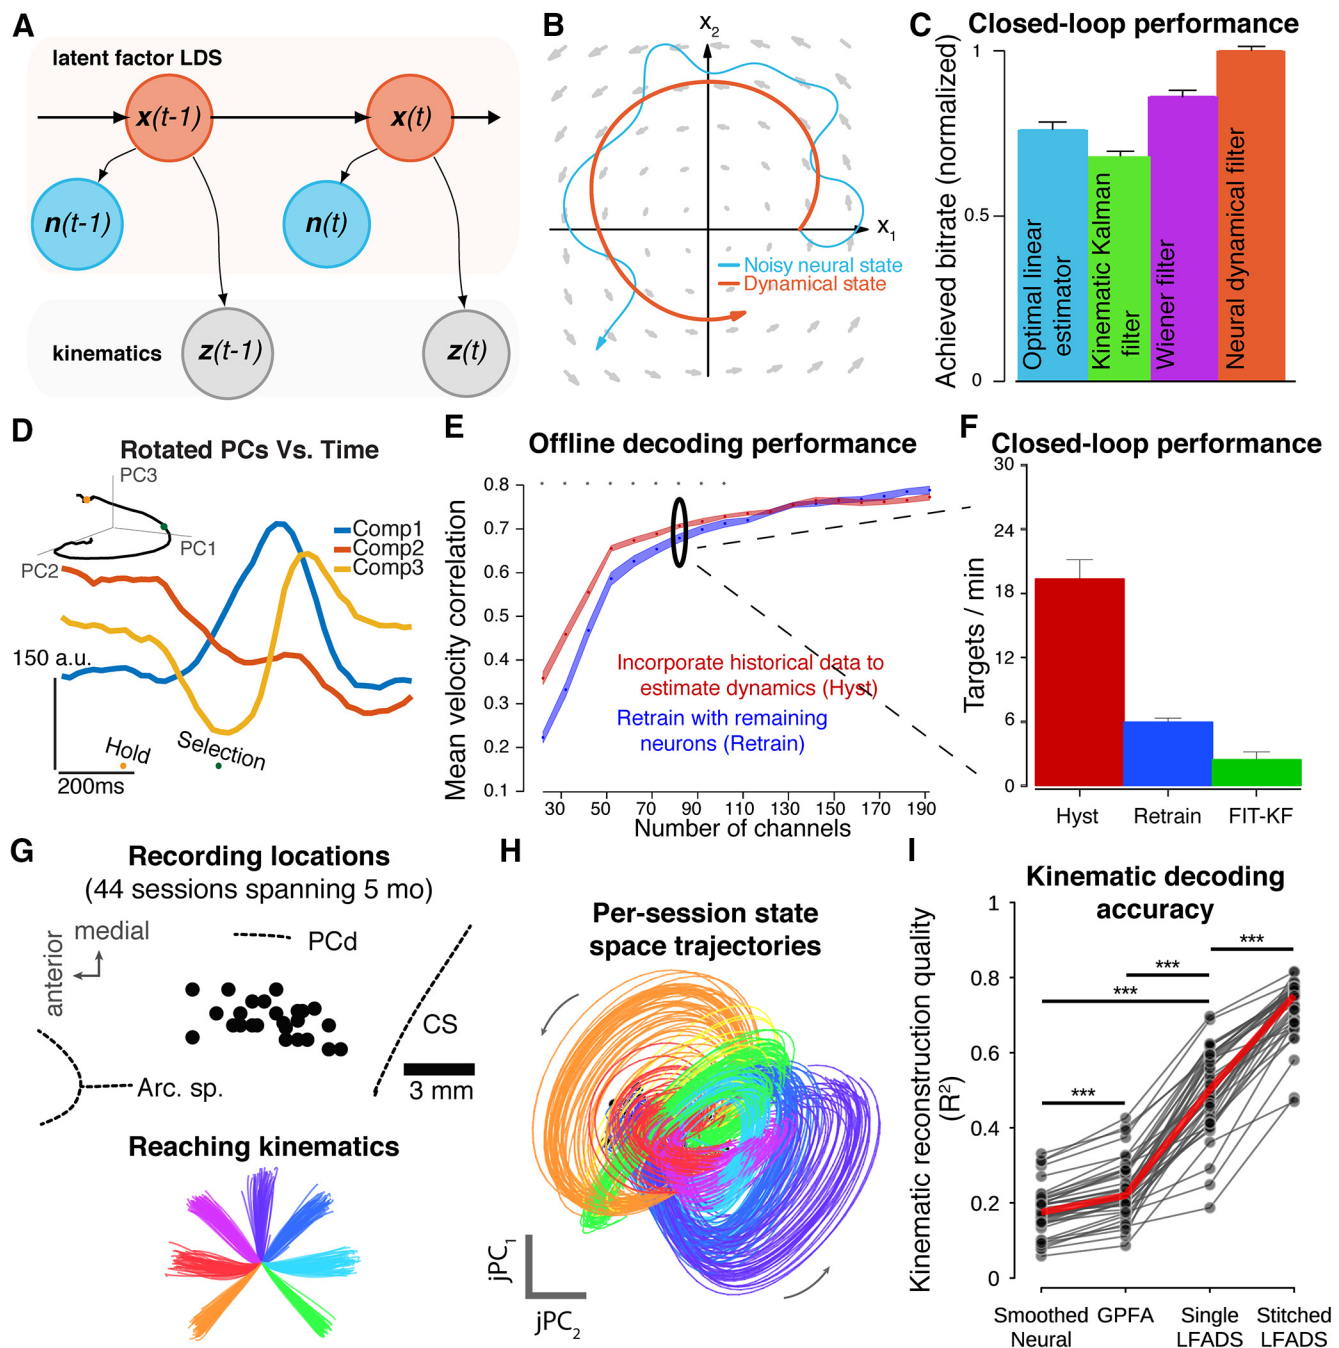 A
latent factor LDS
x(t-1)
x(t)
n(t-1)
n(t)
kinematics
z(t-1)
z(t)
B
x2
x1
Noisy neural state
Dynamical state
C
Closed-loop performance
Achieved bitrate (normalized)
1
.5
0
Optimal linear
estimator
Kinematic Kalman
filter
Wiener filter
Neural dynamical filter
D
Rotated PCs Vs. Time
PC3
PC1
PC2
Comp1
Comp2
Comp3
150 a.u.
Hold
Selection
200ms
E
Offline decoding performance
Mean velocity correlation
0.8
0.7
0.6
0.5
0.4
0.3
0.2
0.1
Incorporate historical data to
estimate dynamics (Hyst)
Retrain with remaining
neurons (Retrain)
30 50 70 90 110 130 150 170 190
Number of channels
F
Closed-loop performance
Targets / min
30
24
18
12
6
0
Hyst Retrain FIT-KF
G
Recording locations
(44 sessions spanning 5 mo)
anterior
medial
PCd
CS
Arc. sp.
3 mm
Reaching kinematics
H
Per-session state
space trajectories
jPC1
jPC2
I
Kinematic decoding
accuracy
Kinematic reconstruction quality
(R²)
1
0.8
0.6
0.4
0.2
0
***
***
***
***
Smoothed GPFA Single Stitched
Neural LFADS LFADS